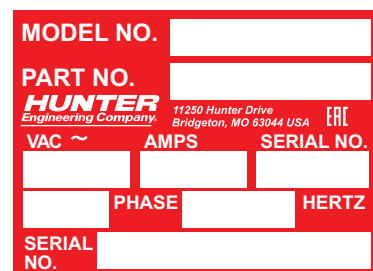 MODEL NO.
PART NO.
HUNTER
Engineering Company.
11250 Hunter Drive
Bridgeton, MO 63044 USA
EAC
VAC ~ AMPS SERIAL NO.
PHASE HERTZ
SERIAL
NO.